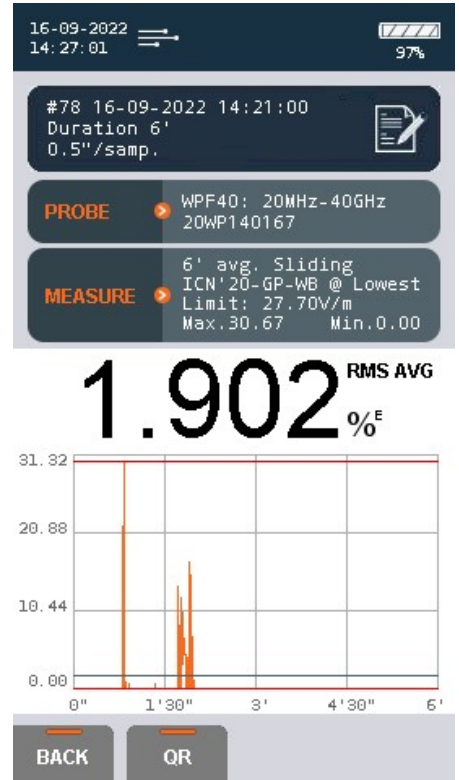 16-09-2022
14:27:01
97%
#78 16-09-2022 14:21:00
Duration 6'
0.5"/samp.
PROBE
WPF40: 20MHz-40GHz
20WP140167
MEASURE
6' avg. Sliding
ICN'20-GP-WB @ Lowest
Limit: 27.70V/m
Max.30.67 Min.0.00
1.902 RMS AVG
%E
31.32
20.88
10.44
0.00
0" 1'30" 3' 4'30" 6'
BACK QR